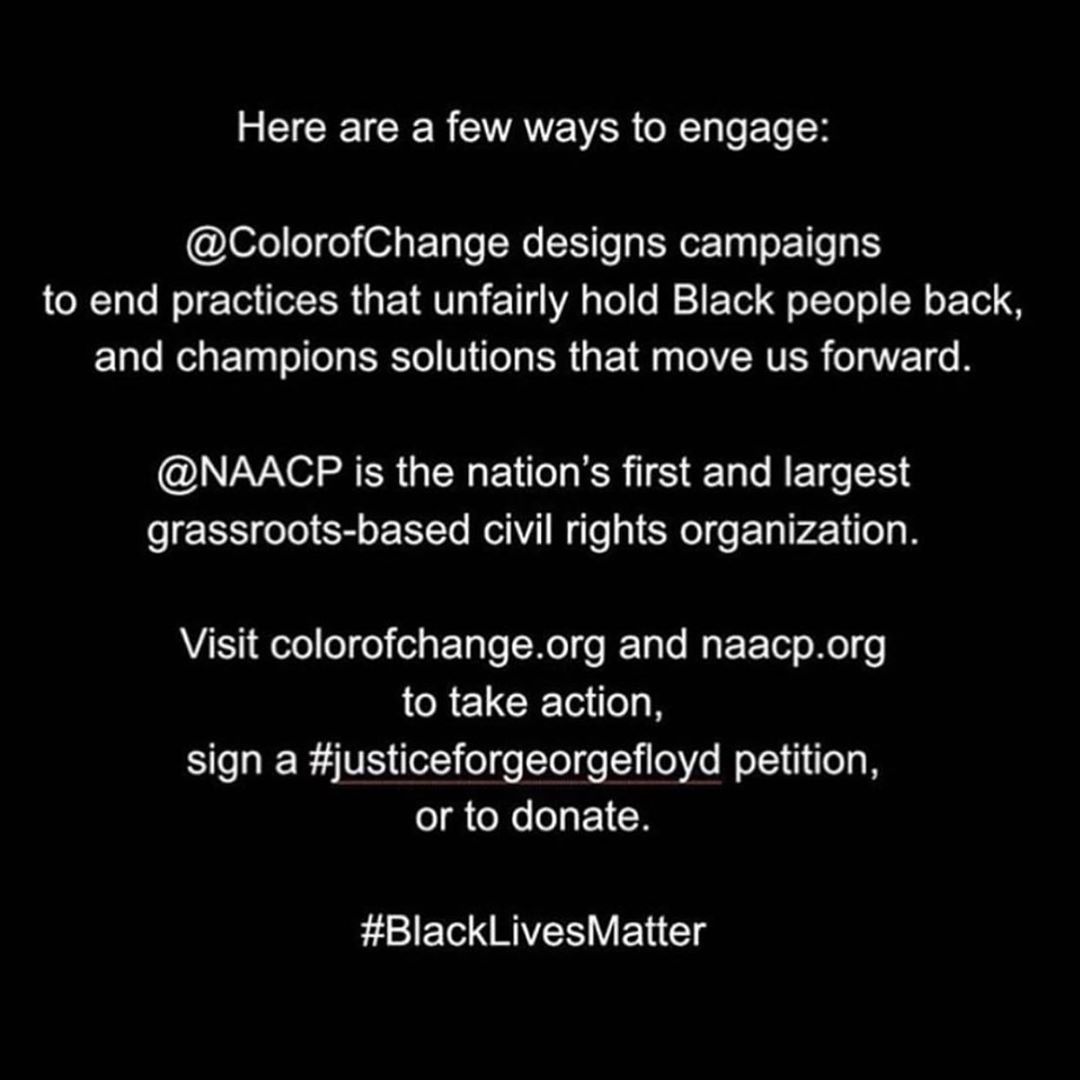 Here are a few ways to engage:
@ColorofChange designs campaigns
to end practices that unfairly hold Black people back,
and champions solutions that move us forward.
@NAACP is the nation’s first and largest
grassroots-based civil rights organization.
Visit colorofchange.org and naacp.org
to take action,
sign a #justiceforgeorgefloyd petition,
or to donate.
#BlackLivesMatter